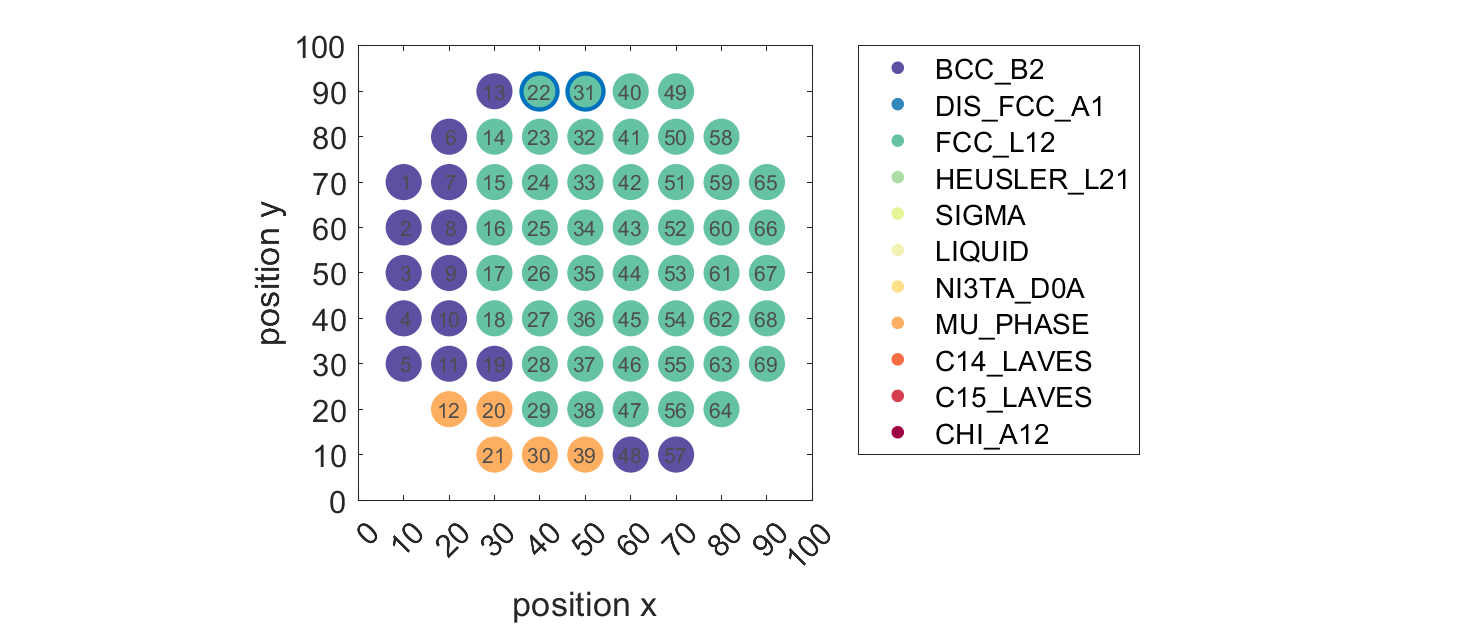 100
90 13 22 31 40 49
80 6 14 23 32 41 50 58
70 1 7 15 24 33 42 51 59 65
60 2 8 16 25 34 43 52 60 66
50 3 9 17 26 35 44 53 61 67
40 4 10 18 27 36 45 54 62 68
30 5 11 19 28 37 46 55 63 69
20 12 20 29 38 47 56 64
10 21 30 39 48 57
0
0 10 20 30 40 50 60 70 80 90 100
position x
position y
BCC_B2
DIS_FCC_A1
FCC_L12
HEUSLER_L21
SIGMA
LIQUID
NI3TA_D0A
MU_PHASE
C14_LAVES
C15_LAVES
CHI_A12